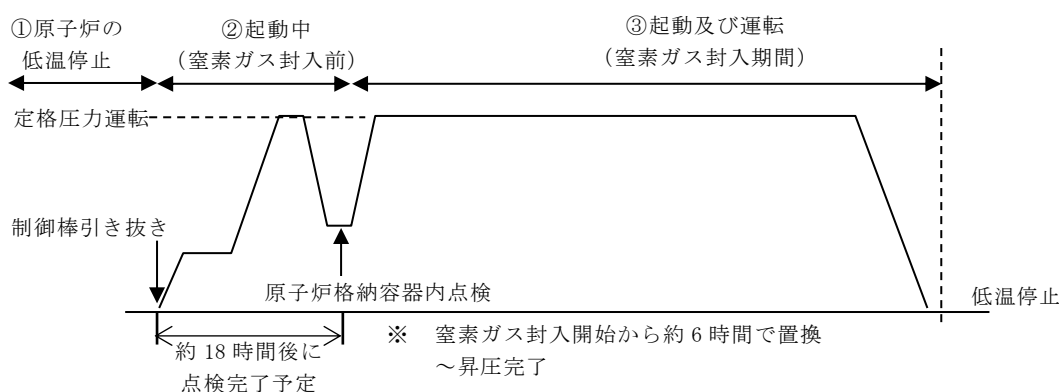 ①原子炉の
低温停止
②起動中
(窒素ガス封入前)
③起動及び運転
(窒素ガス封入期間)
定格圧力運転
制御棒引き抜き
原子炉格納容器内点検
低温停止
約 18 時間後に
点検完了予定
※ 窒素ガス封入開始から約 6 時間で置換
～昇圧完了